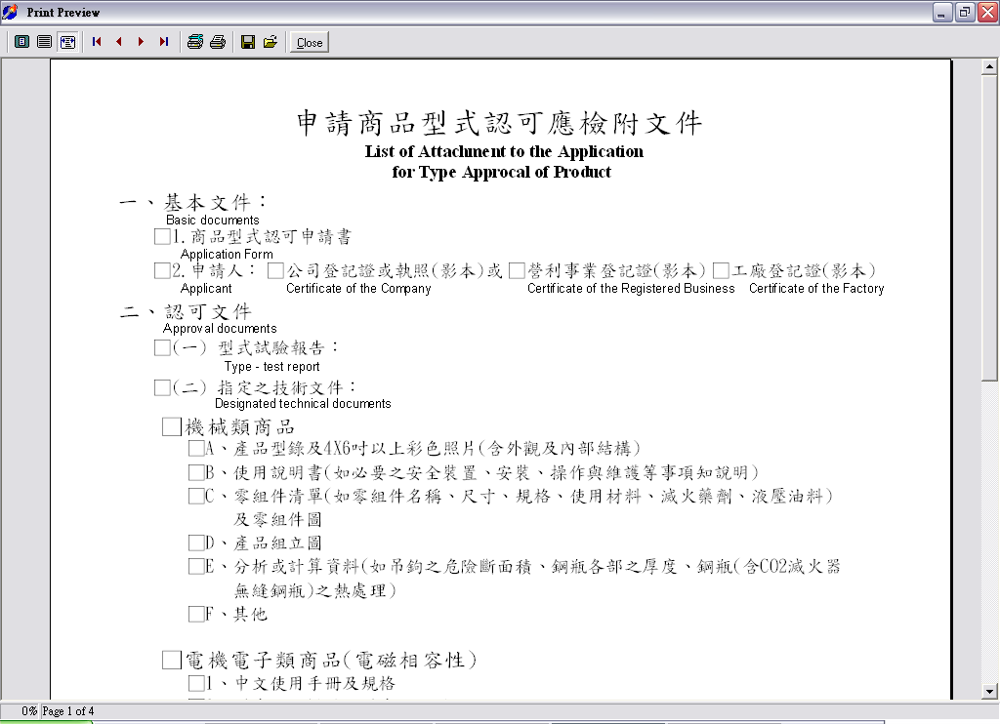 Print Preview
Close
申請商品型式認可應檢附文件
List of Attachment to the Application
for Type Approcal of Product
一、基本文件：
Basic documents
□1.商品型式認可申請書
Application Form
□2.申請人：□公司登記證或執照(影本)或□營利事業登記證(影本)□工廠登記證(影本)
Applicant Certificate of the Company Certificate of the Registered Business Certificate of the Factory
二、認可文件
Approval documents
□(一) 型式試驗報告：
Type - test report
□(二) 指定之技術文件：
Designated technical documents
□機械類商品
□A、產品型錄及4X6吋以上彩色照片(含外觀及內部結構)
□B、使用說明書(如必要之安全裝置、安裝、操作與維護等事項知說明)
□C、零組件清單(如零組件名稱、尺寸、規格、使用材料、滅火藥劑、液壓油料)
及零組件圖
□D、產品組立圖
□E、分析或計算資料(如吊鉤之危險斷面積、鋼瓶各部之厚度、鋼瓶(含CO2滅火器
無縫鋼瓶)之熱處理)
□F、其他
□電機電子類商品(電磁相容性)
□1、中文使用手冊及規格
0% Page 1 of 4